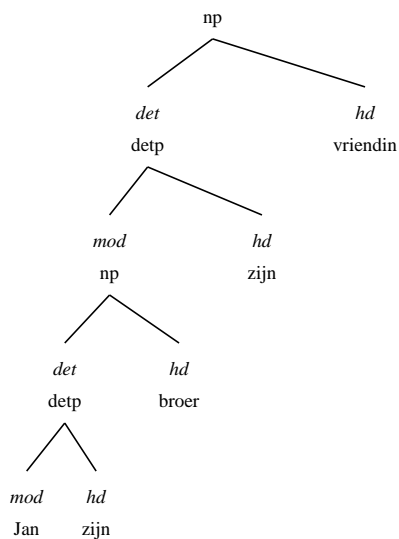 np
det hd
detp vriendin
mod hd
np zijn
det hd
detp broer
mod hd
Jan zijn